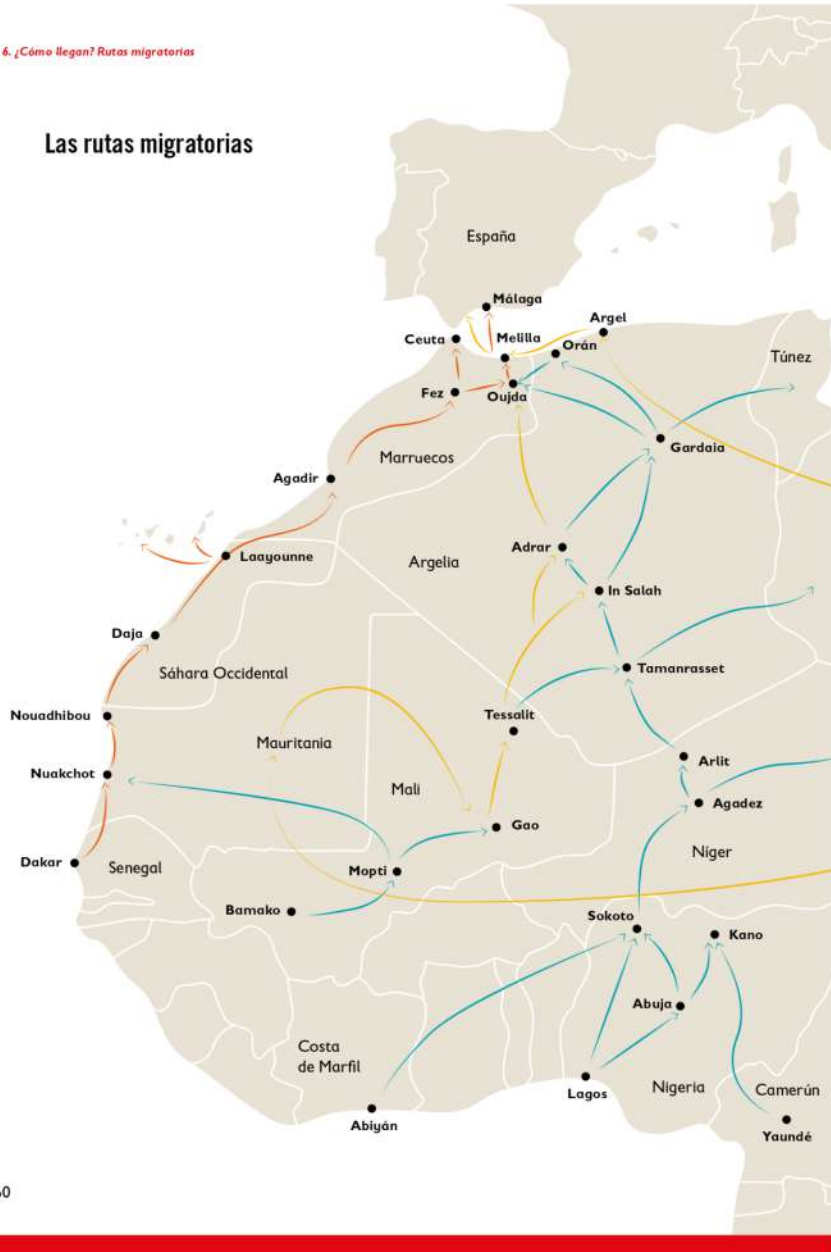 6. ¿Cómo llegan? Rutas migratorias
Las rutas migratorias
España
Málaga
Argel
Ceuta
Melilla
Orán
Túnez
Fez
Oujda
Gardaia
Marruecos
Agadir
Adrar
Laayounne
Argelia
In Salah
Daja
Sáhara Occidental
Tamanrasset
Nouadhibou
Tessalit
Mauritania
Arlit
Nuakchot
Mali
Agadez
Gao
Níger
Dakar
Senegal
Mopti
Bamako
Sokoto
Kano
Abuja
Costa
de Marfil
Lagos
Nigeria
Camerún
Abiyán
Yaundé